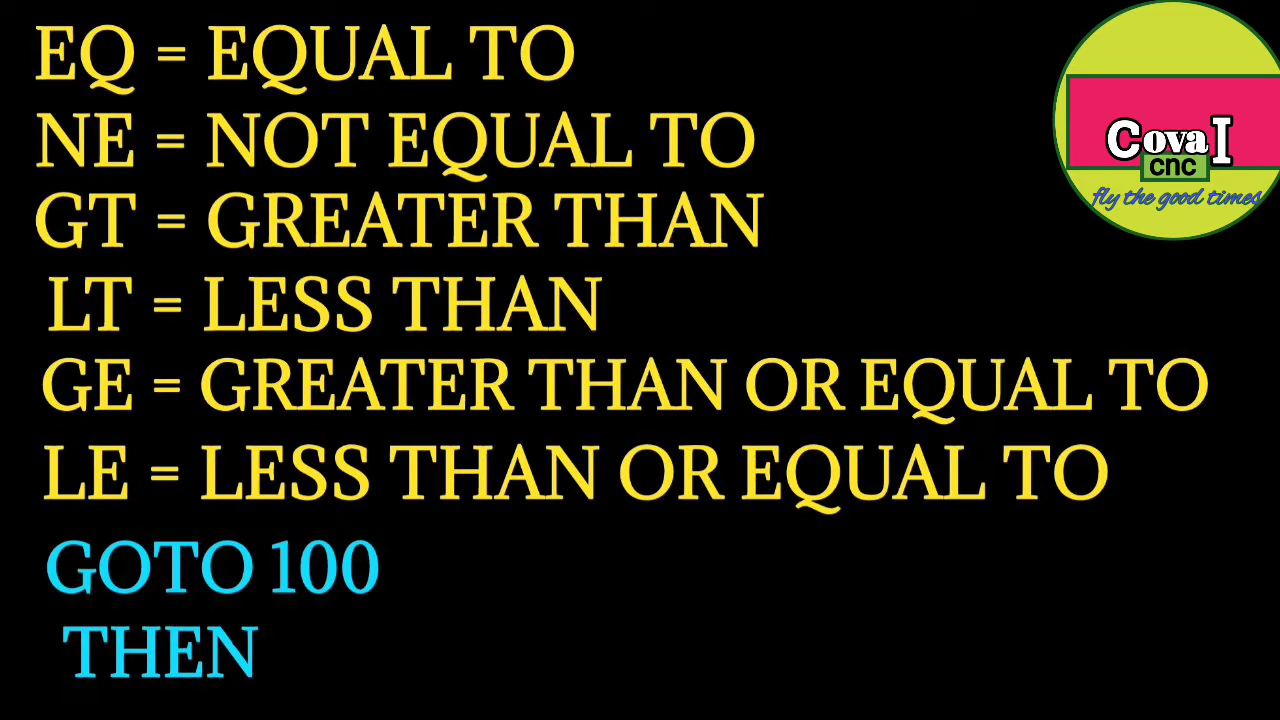 EQ = EQUAL TO
NE = NOT EQUAL TO
GT = GREATER THAN
LT = LESS THAN
GE = GREATER THAN OR EQUAL TO
LE = LESS THAN OR EQUAL TO
GOTO 100
THEN
CovaI
cnc
fly the good times